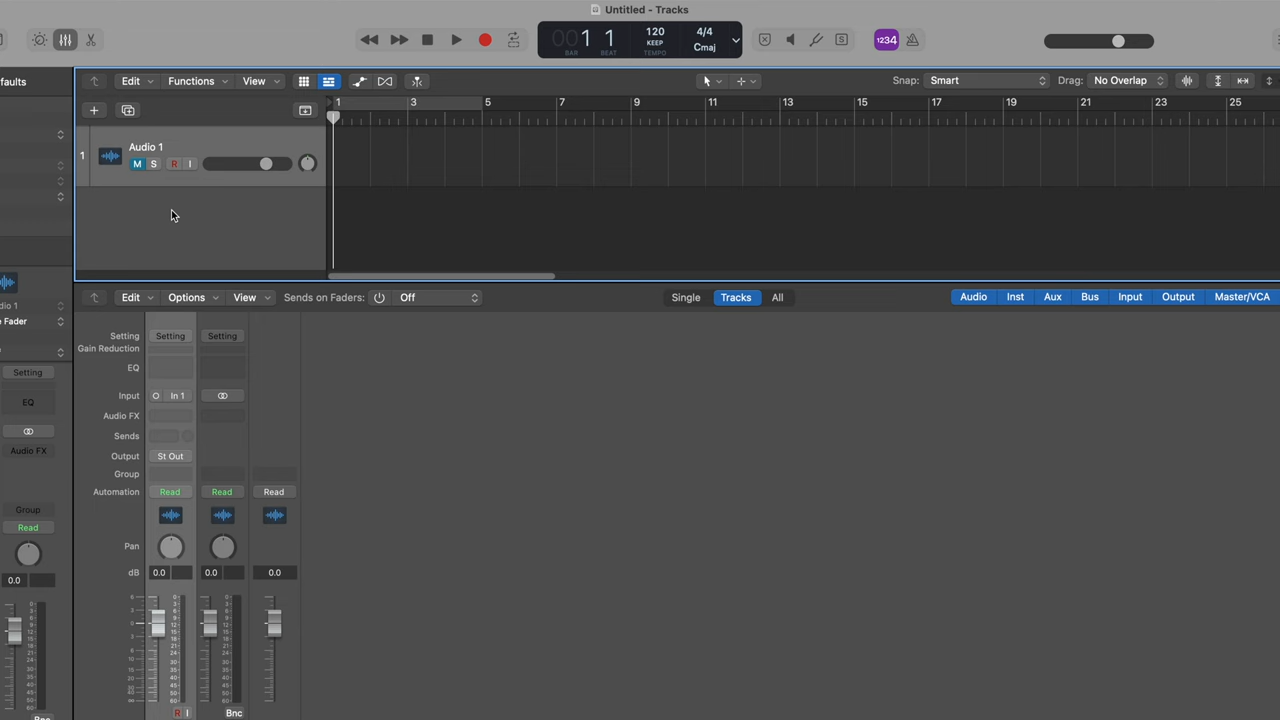 Untitled - Tracks
001 1
BAR BEAT
120
KEEP
TEMPO
4/4
Cmaj
S
1234
faults
Edit Functions View
Snap: Smart Drag: No Overlap
1 3 5 7 9 11 13 15 17 19 21 23 25
1
Audio 1
M S R I
Edit Options View Sends on Faders: Off
Single Tracks All
Audio Inst Aux Bus Input Output Master/VCA
dio 1
e Fader
Setting
EQ
Audio FX
Group
Read
0.0
Bnc
Setting Setting Setting
Gain Reduction
EQ
Input In 1
Audio FX
Sends
Output St Out
Group
Automation Read Read Read
Pan
dB 0.0 0.0 0.0
R I Bnc